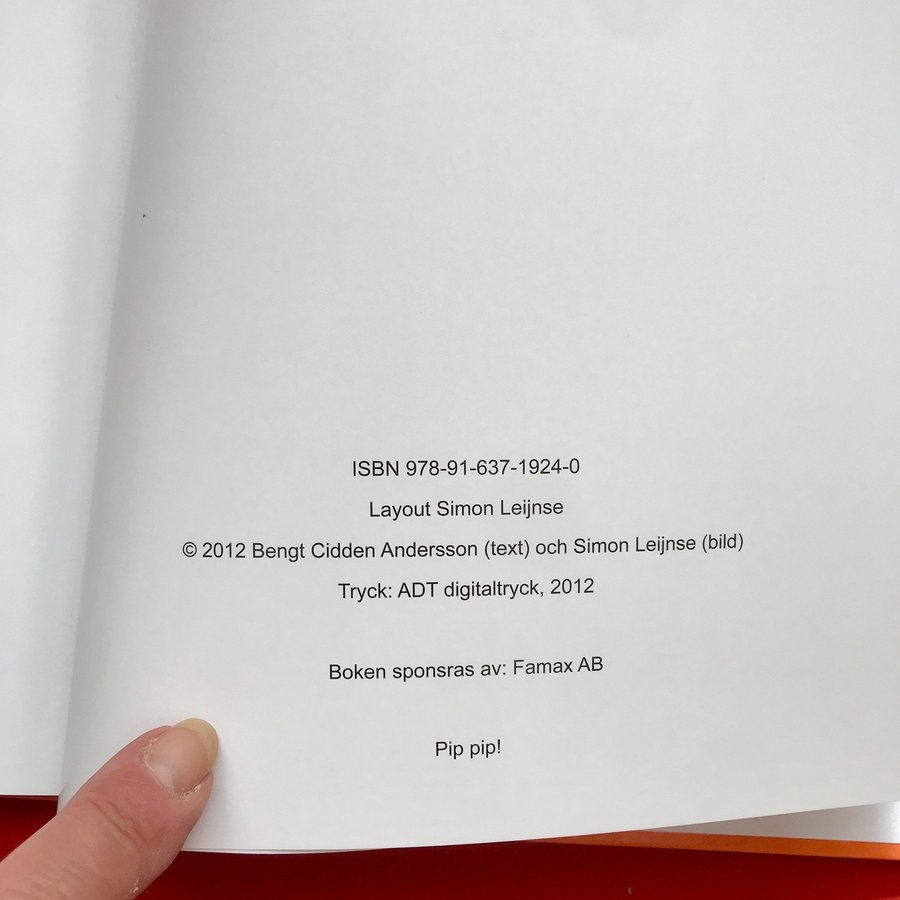 ISBN 978-91-637-1924-0
Layout Simon Leijnse
© 2012 Bengt Cidden Andersson (text) och Simon Leijnse (bild)
Tryck: ADT digitaltryck, 2012
Boken sponsras av: Famax AB
Pip pip!